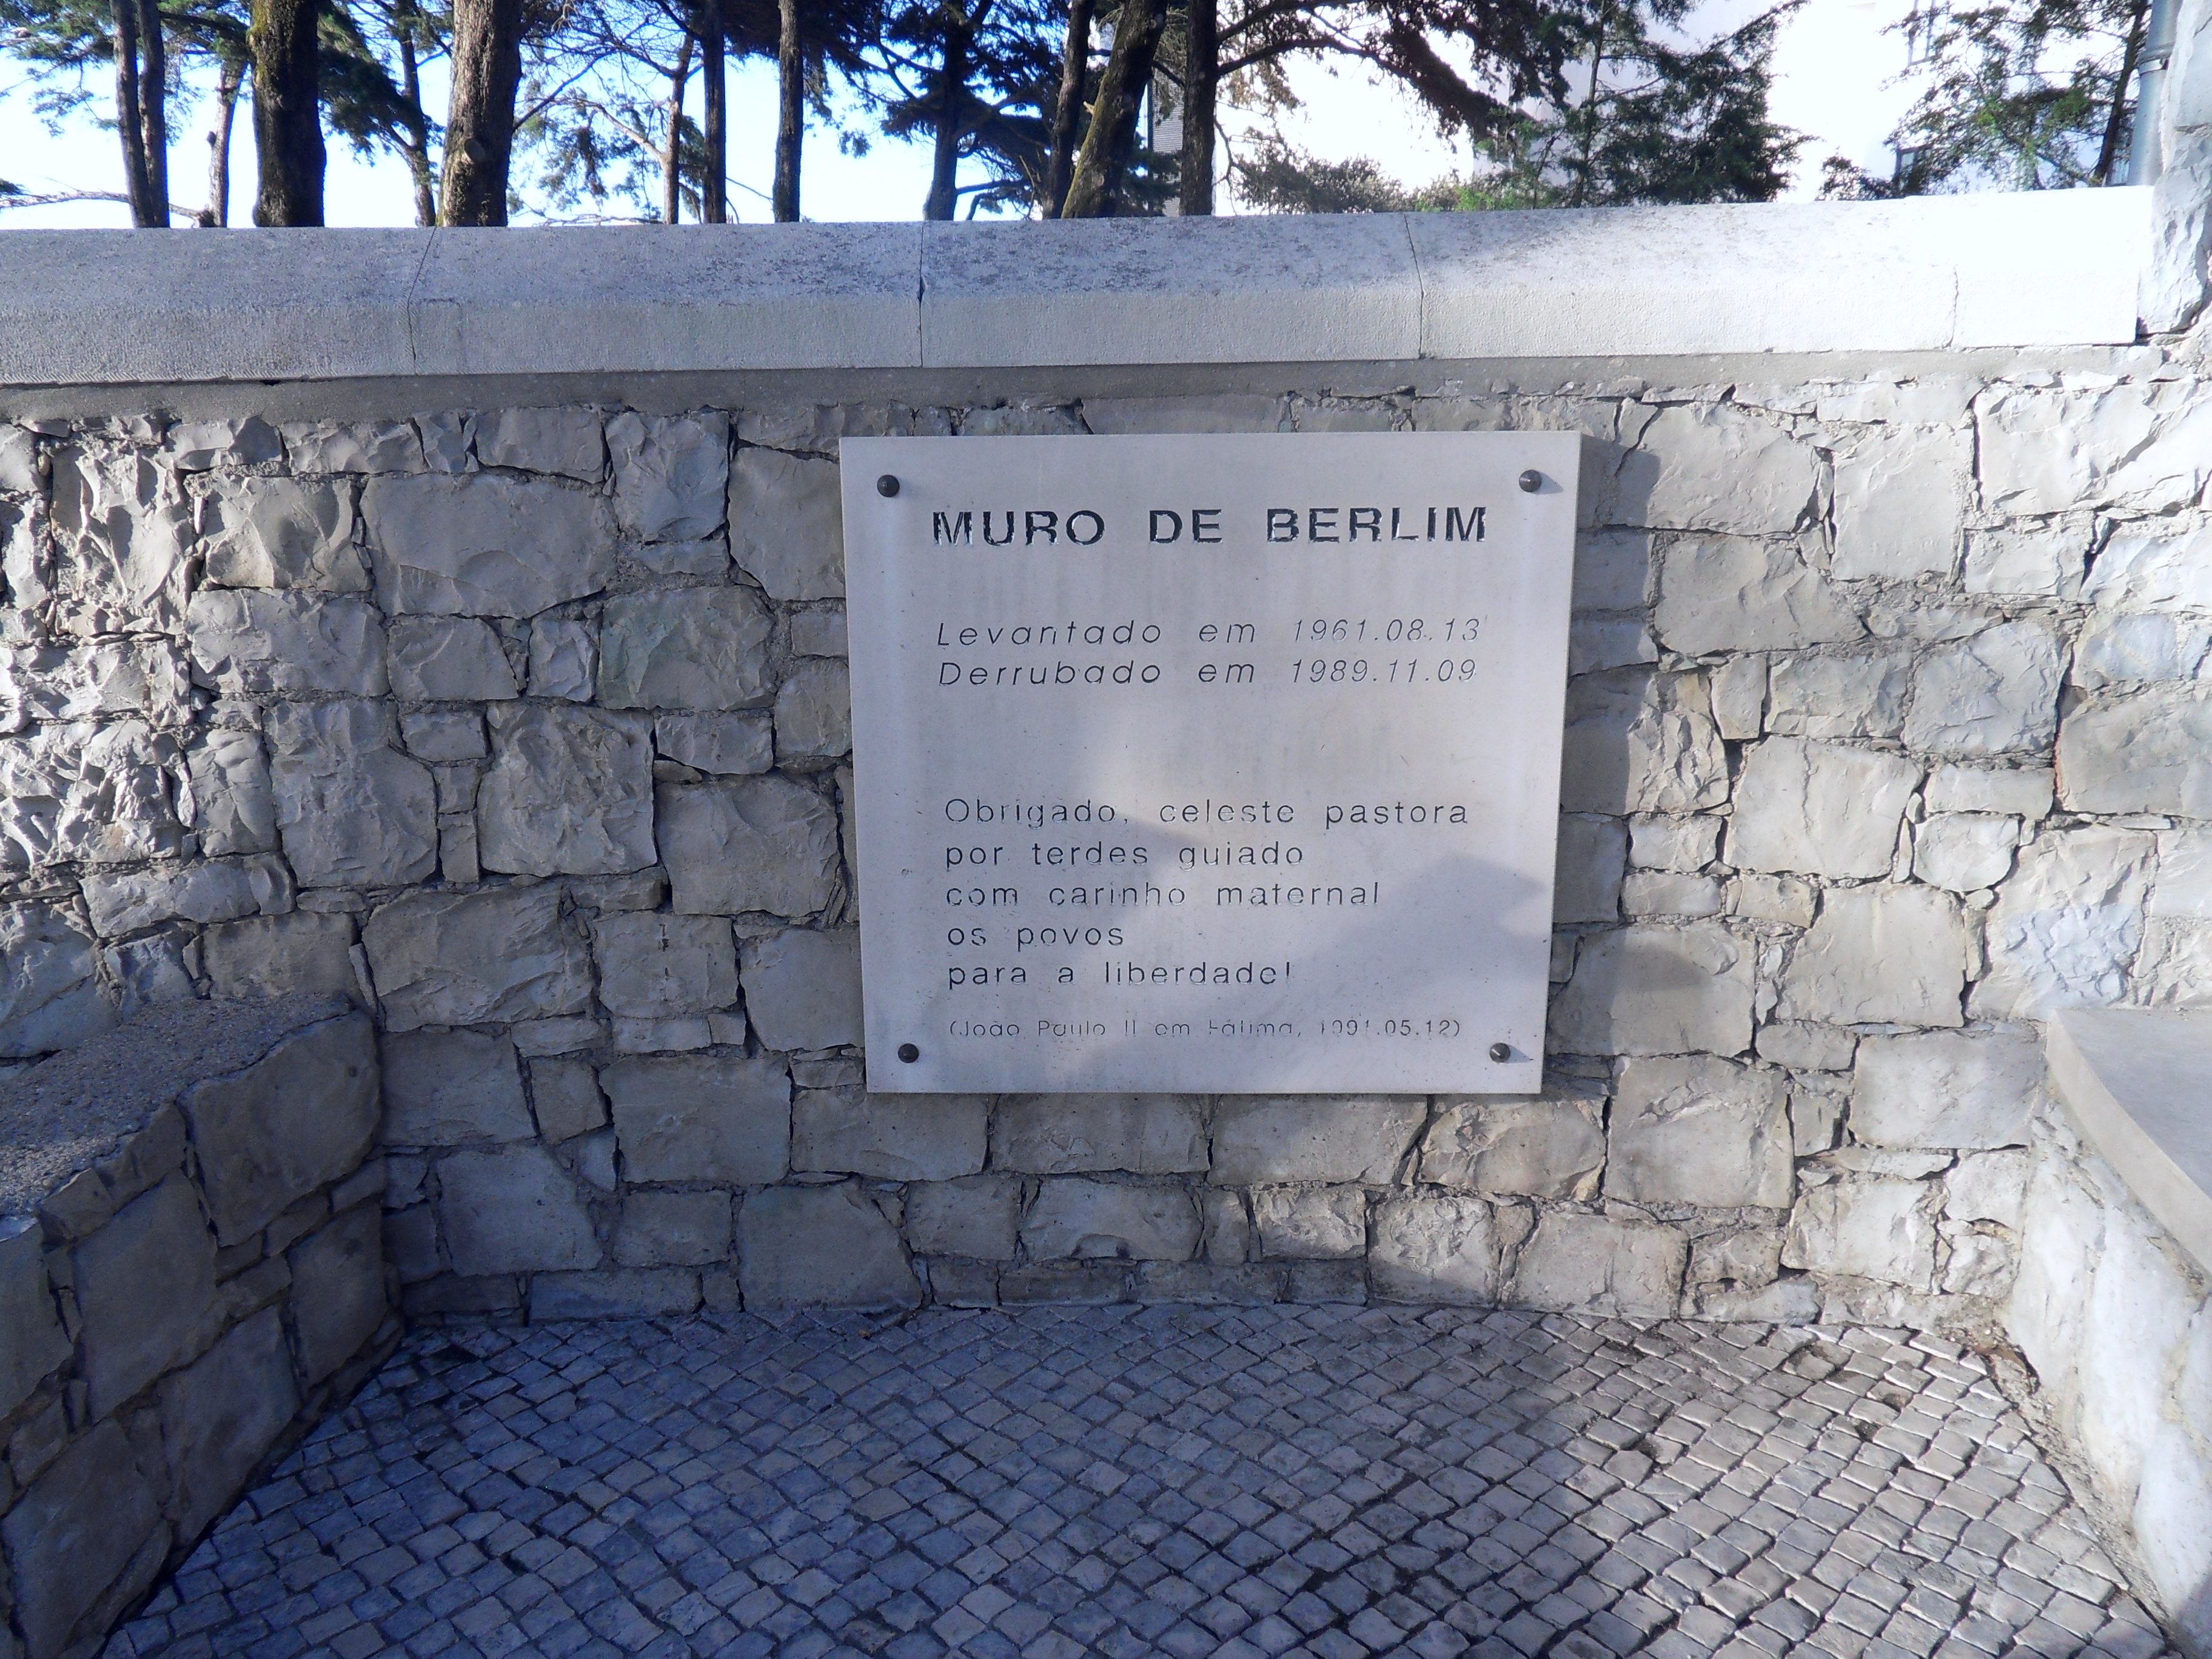 MURO DE BERLIM
Levantado em 1961.08.13
Derrubado em 1989.11.09
Obrigado, celeste pastora
por terdes guiado
com carinho maternal
os povos
para a liberdade!
(João Paulo II em Fátima, 1991.05.12)